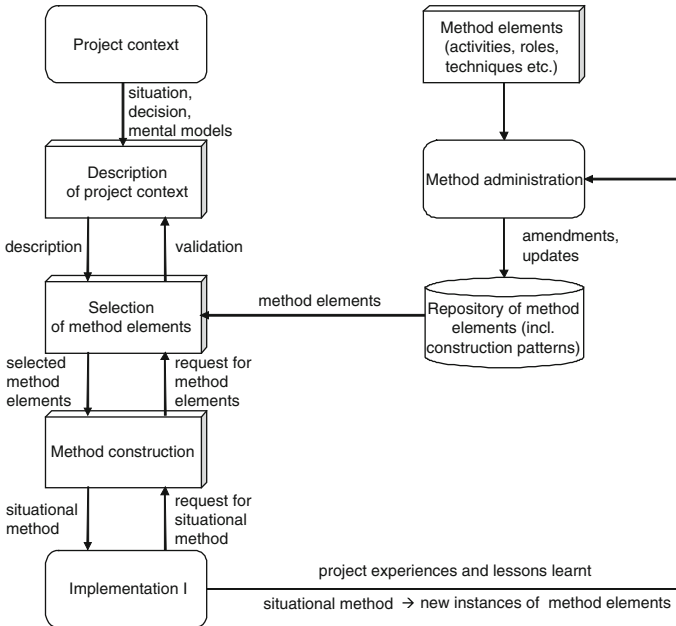 Project context
situation,
decision,
mental models
Description
of project context
description
validation
Selection
of method elements
selected
method
elements
request for
method
elements
Method construction
situational
method
request for
situational
method
Implementation I
Method elements
(activities, roles,
techniques etc.)
Method administration
amendments,
updates
Repository of method
elements (incl.
construction patterns)
method elements
project experiences and lessons learnt
situational method → new instances of method elements